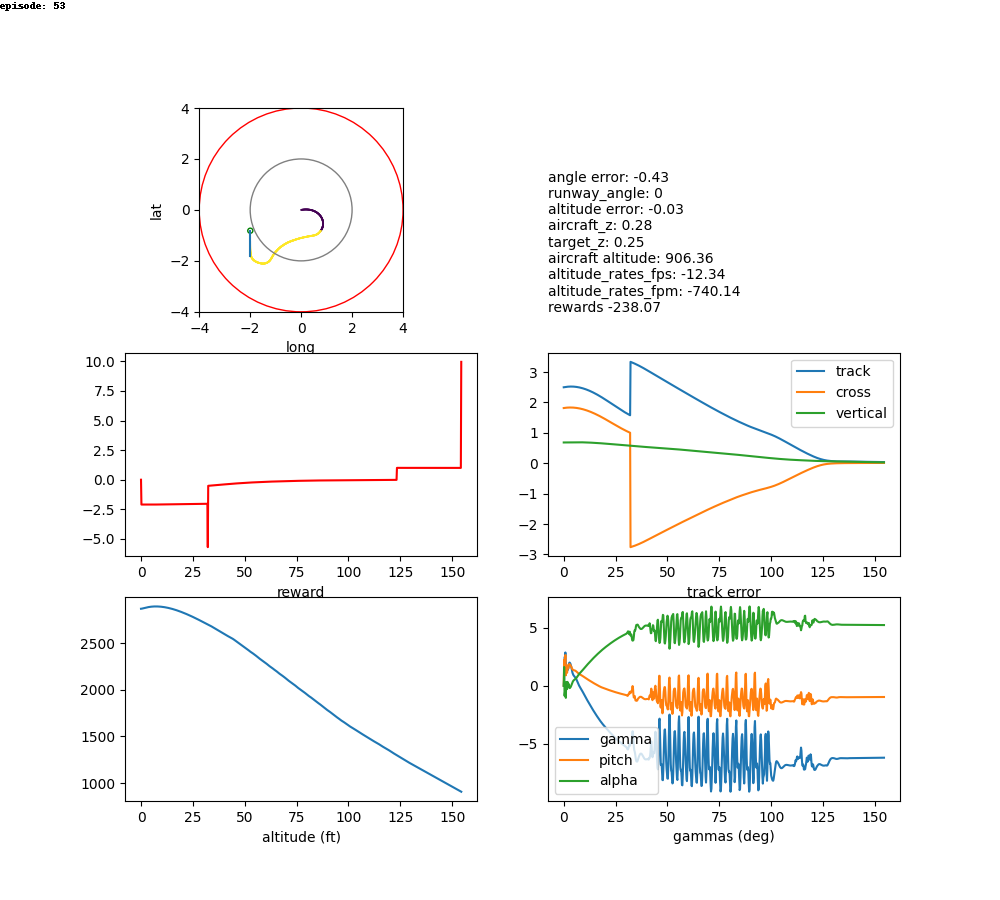 episode: 53
4
2
0
−2
−4
lat
−4 −2 0 2 4
long
angle error: -0.43
runway_angle: 0
altitude error: -0.03
aircraft_z: 0.28
target_z: 0.25
aircraft altitude: 906.36
altitude_rates_fps: -12.34
altitude_rates_fpm: -740.14
rewards -238.07
10.0
7.5
5.0
2.5
0.0
−2.5
−5.0
0 25 50 75 100 125 150
reward
3
2
1
0
−1
−2
−3
track
cross
vertical
0 25 50 75 100 125 150
track error
2500
2000
1500
1000
0 25 50 75 100 125 150
altitude (ft)
5
0
−5
gamma
pitch
alpha
0 25 50 75 100 125 150
gammas (deg)